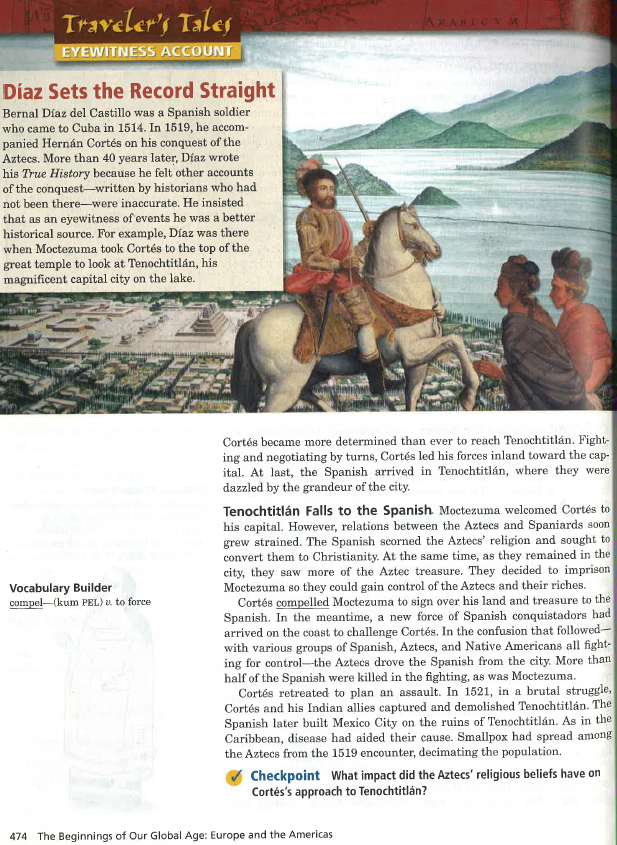 ARABICVM
Traveler's Tales
EYEWITNESS ACCOUNT
Díaz Sets the Record Straight
Bernal Díaz del Castillo was a Spanish soldier
who came to Cuba in 1514. In 1519, he accom-
panied Hernán Cortés on his conquest of the
Aztecs. More than 40 years later, Díaz wrote
his True History because he felt other accounts
of the conquest—written by historians who had
not been there—were inaccurate. He insisted
that as an eyewitness of events he was a better
historical source. For example, Díaz was there
when Moctezuma took Cortés to the top of the
great temple to look at Tenochtitlán, his
magnificent capital city on the lake.
Cortés became more determined than ever to reach Tenochtitlán. Fight-
ing and negotiating by turns, Cortés led his forces inland toward the cap-
ital. At last, the Spanish arrived in Tenochtitlán, where they were
dazzled by the grandeur of the city.
Tenochtitlán Falls to the Spanish Moctezuma welcomed Cortés to
his capital. However, relations between the Aztecs and Spaniards soon
grew strained. The Spanish scorned the Aztecs' religion and sought to
convert them to Christianity. At the same time, as they remained in the
city, they saw more of the Aztec treasure. They decided to imprison
Moctezuma so they could gain control of the Aztecs and their riches.
Cortés compelled Moctezuma to sign over his land and treasure to the
Spanish. In the meantime, a new force of Spanish conquistadors had
arrived on the coast to challenge Cortés. In the confusion that followed—
with various groups of Spanish, Aztecs, and Native Americans all fight-
ing for control—the Aztecs drove the Spanish from the city. More than
half of the Spanish were killed in the fighting, as was Moctezuma.
Cortés retreated to plan an assault. In 1521, in a brutal struggle,
Cortés and his Indian allies captured and demolished Tenochtitlán. The
Spanish later built Mexico City on the ruins of Tenochtitlán. As in the
Caribbean, disease had aided their cause. Smallpox had spread among
the Aztecs from the 1519 encounter, decimating the population.
Checkpoint What impact did the Aztecs' religious beliefs have on
Cortés's approach to Tenochtitlán?
Vocabulary Builder
compel—(kum PEL) v. to force
474 The Beginnings of Our Global Age: Europe and the Americas